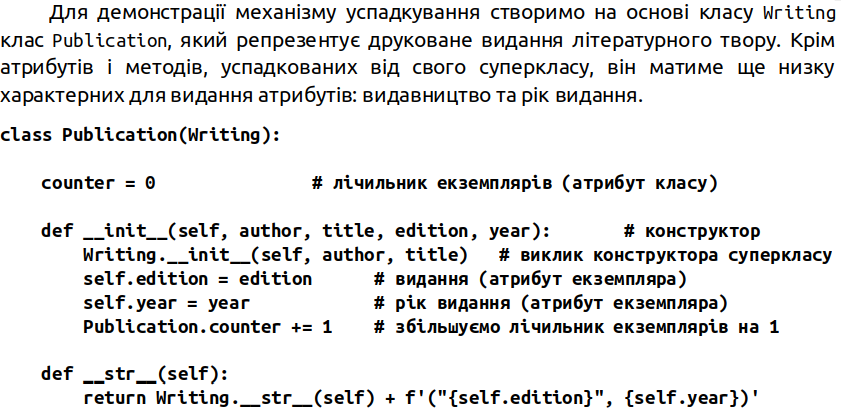 Для демонстрації механізму успадкування створимо на основі класу Writing
клас Publication, який репрезентує друковане видання літературного твору. Крім
атрибутів і методів, успадкованих від свого суперкласу, він матиме ще низку
характерних для видання атрибутів: видавництво та рік видання.
class Publication(Writing):
counter = 0 # лічильник екземплярів (атрибут класу)
def __init__(self, author, title, edition, year): # конструктор
Writing.__init__(self, author, title) # виклик конструктора суперкласу
self.edition = edition # видання (атрибут екземпляра)
self.year = year # рік видання (атрибут екземпляра)
Publication.counter += 1 # збільшуємо лічильник екземплярів на 1
def __str__(self):
return Writing.__str__(self) + f'("{self.edition}", {self.year})'